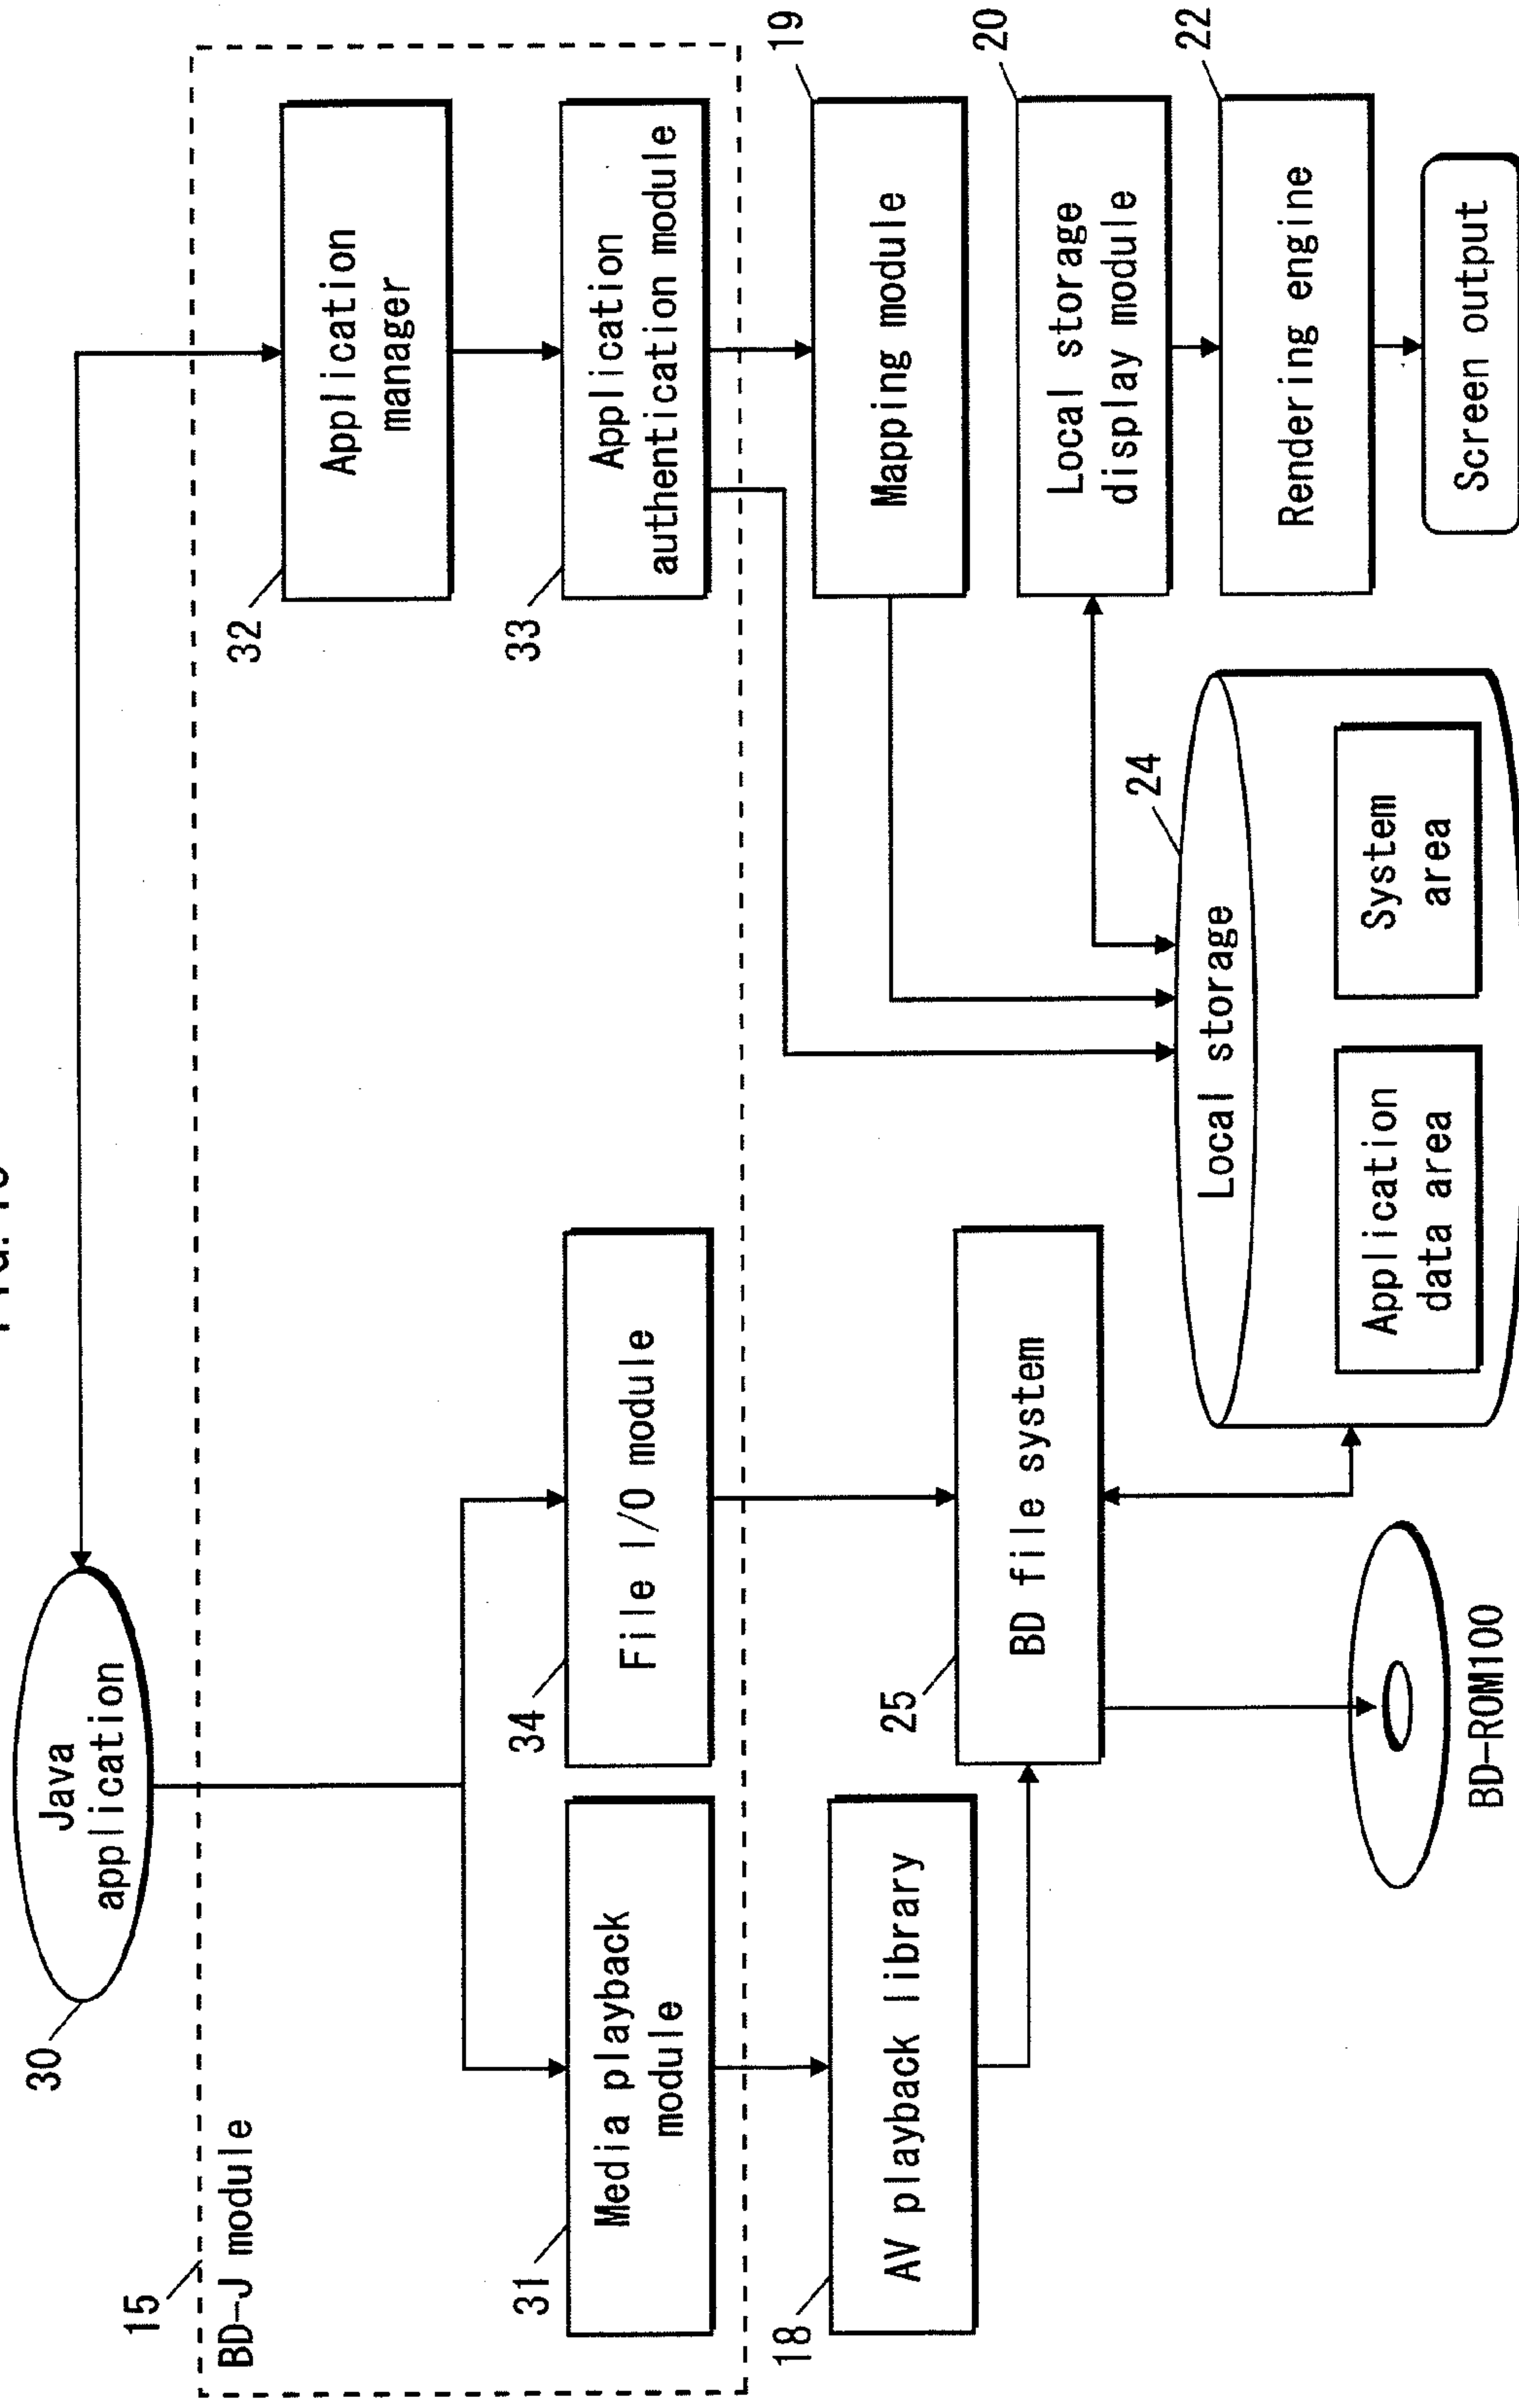 30
Java
application
15
BD-J module
32
Application
manager
31
Media playback
module
34
File I/O module
33
Application
authentication module
18
AV playback library
25
BD file system
19
Mapping module
20
Local storage
display module
24
Local storage
22
Rendering engine
Application
data area
System
area
BD-ROM100
Screen output